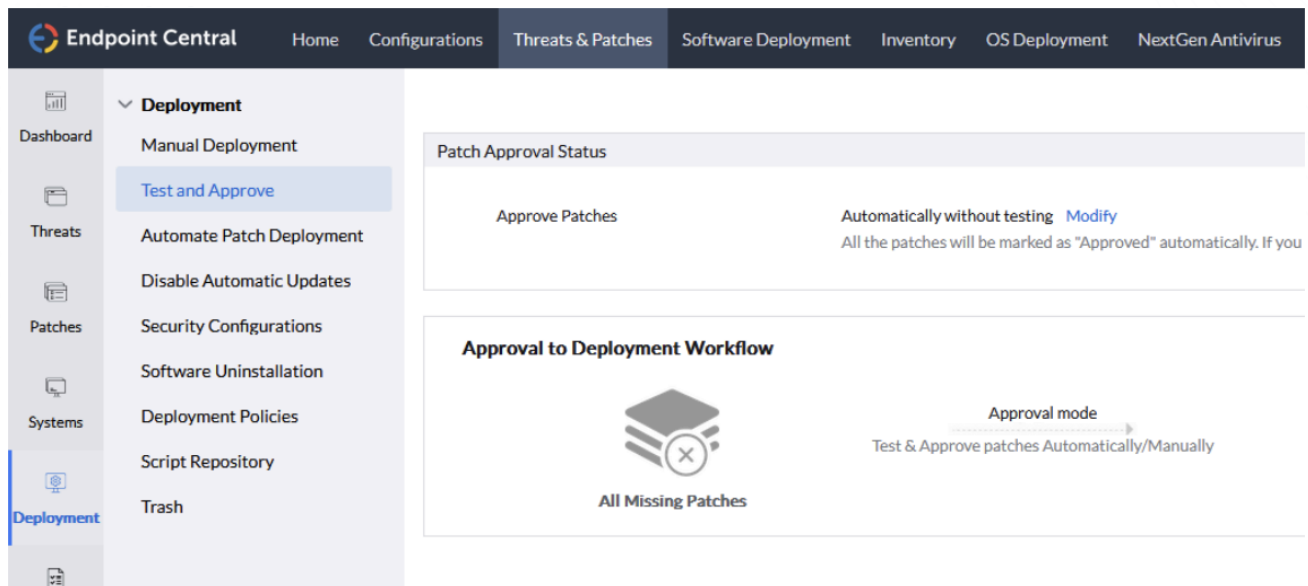 Endpoint Central Home Configurations Threats & Patches Software Deployment Inventory OS Deployment NextGen Antivirus
Dashboard
Threats
Patches
Systems
Deployment
Deployment
Manual Deployment
Test and Approve
Automate Patch Deployment
Disable Automatic Updates
Security Configurations
Software Uninstallation
Deployment Policies
Script Repository
Trash
Patch Approval Status
Approve Patches
Automatically without testing Modify
All the patches will be marked as "Approved" automatically. If you
Approval to Deployment Workflow
All Missing Patches
Approval mode
Test & Approve patches Automatically/Manually